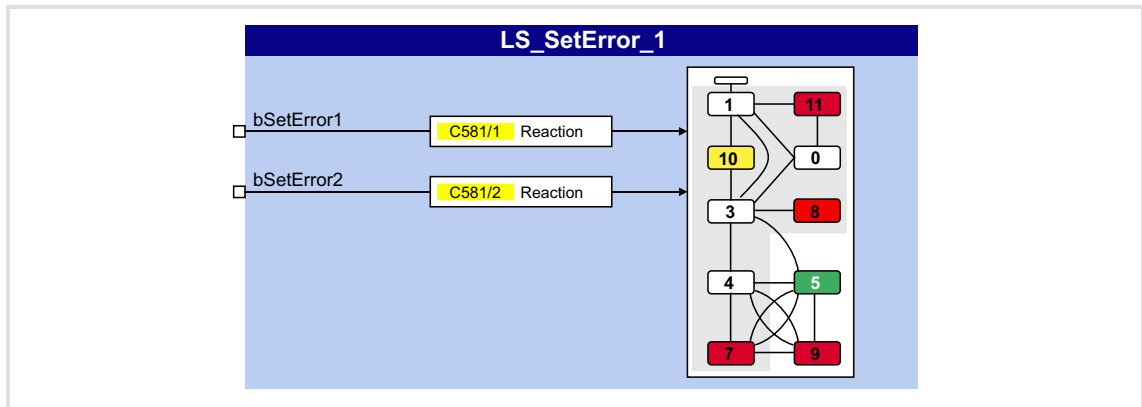 LS_SetError_1
bSetError1
C581/1 Reaction
bSetError2
C581/2 Reaction
1 11
10 0
3 8
4 5
7 9